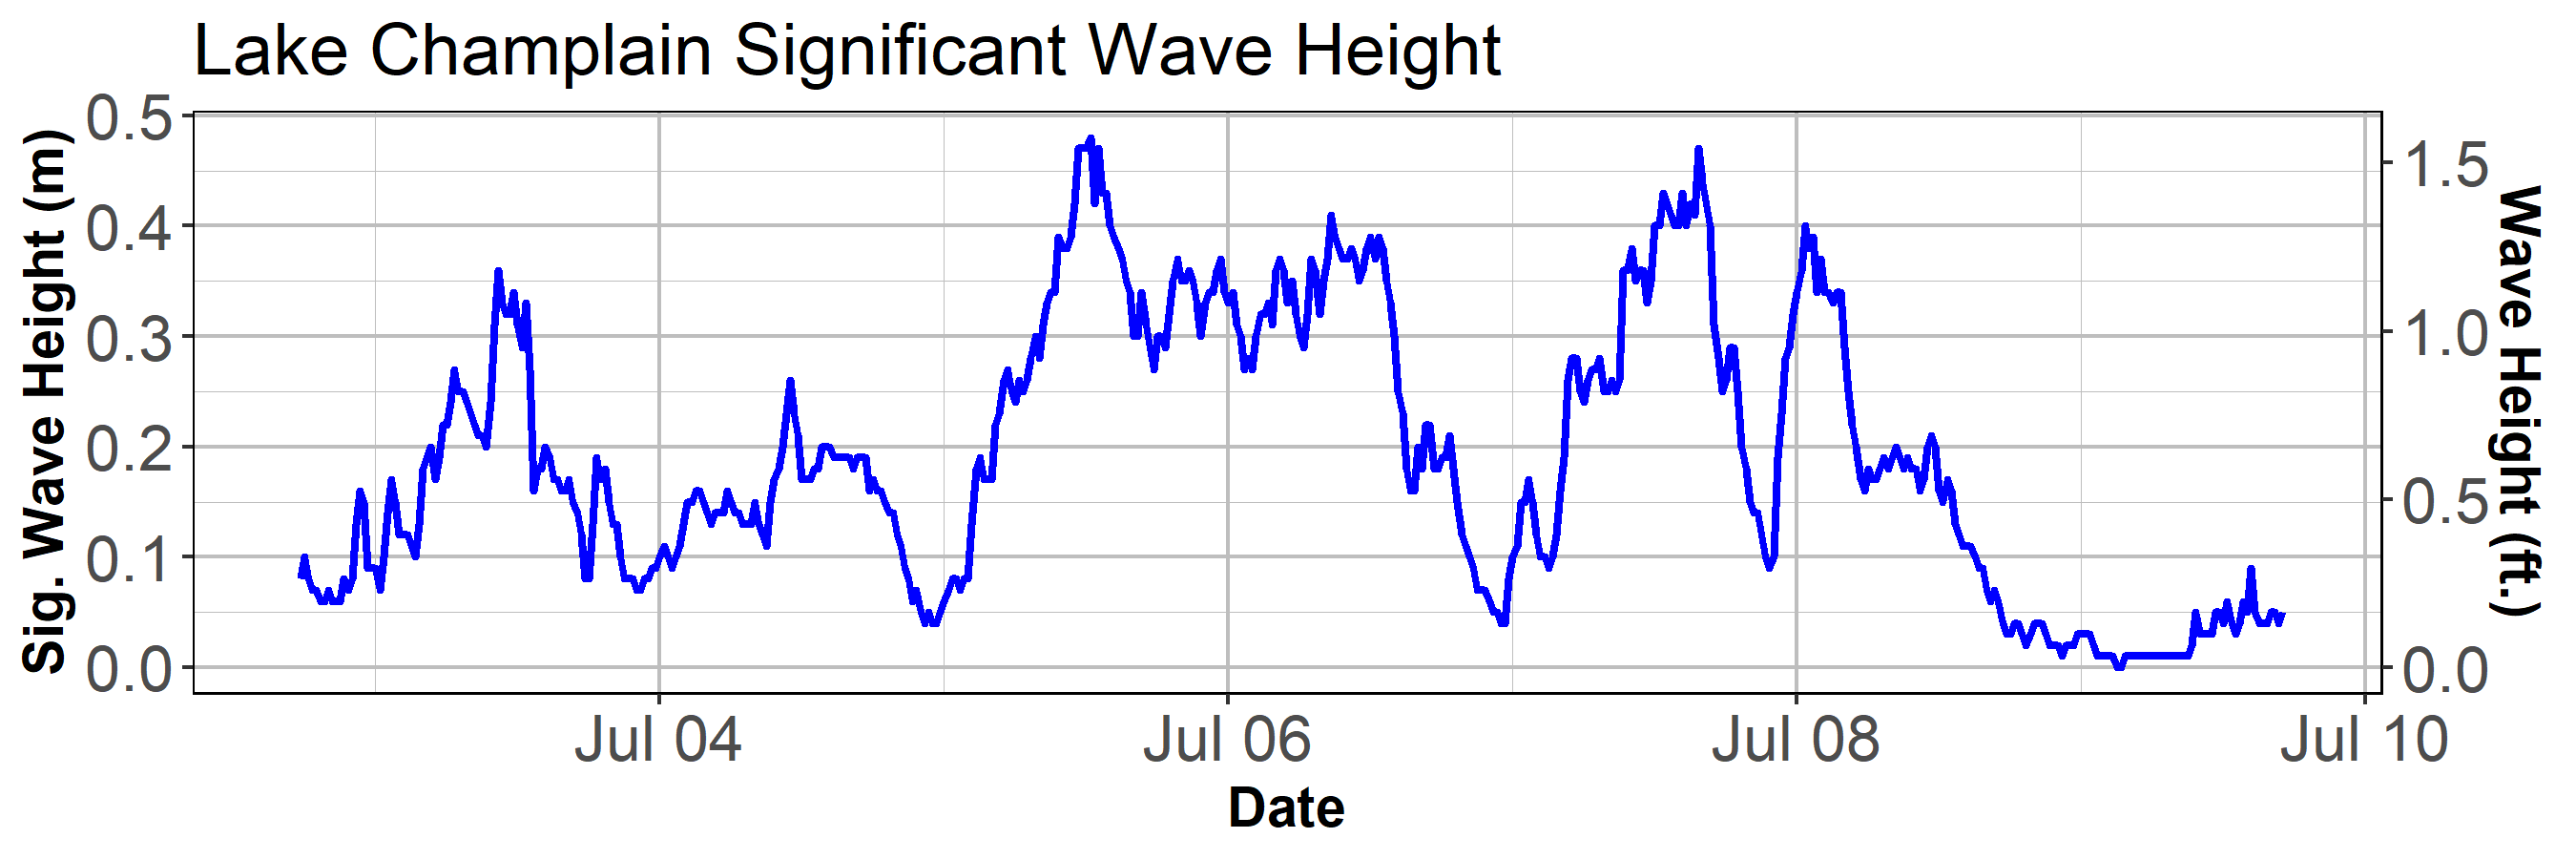 Lake Champlain Significant Wave Height
Sig. Wave Height (m)
0.5
0.4
0.3
0.2
0.1
0.0
1.5
1.0
0.5
0.0
Wave Height (ft.)
Jul 04 Jul 06 Jul 08 Jul 10
Date